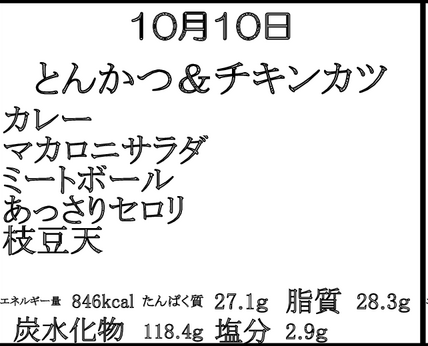 10月10日
とんかつ&チキンカツ
カレー
マカロニサラダ
ミートボール
あっさりセロリ
枝豆天
エネルギー量 846kcal たんぱく質 27.1g 脂質 28.3g
炭水化物 118.4g 塩分 2.9g